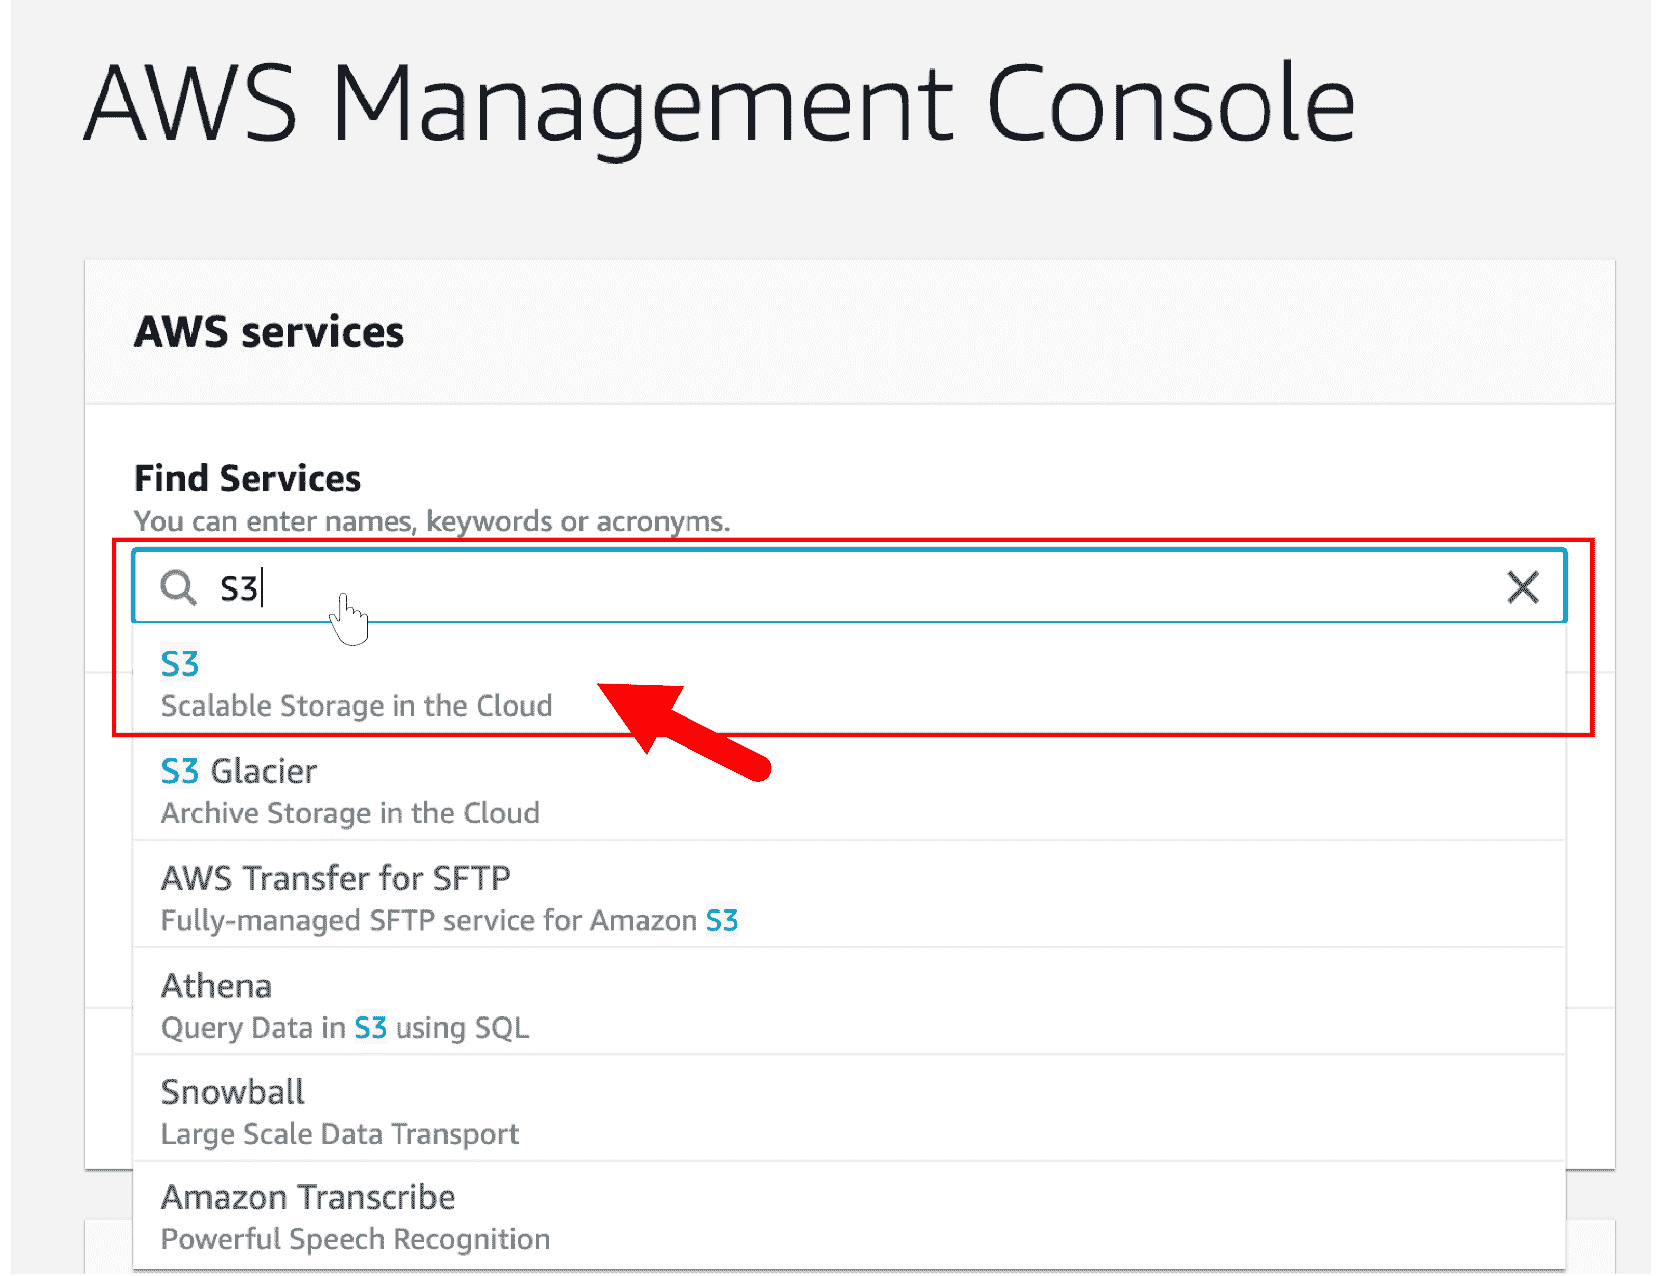 AWS Management Console
AWS services
Find Services
You can enter names, keywords or acronyms.
S3
S3
Scalable Storage in the Cloud
S3 Glacier
Archive Storage in the Cloud
AWS Transfer for SFTP
Fully-managed SFTP service for Amazon S3
Athena
Query Data in S3 using SQL
Snowball
Large Scale Data Transport
Amazon Transcribe
Powerful Speech Recognition